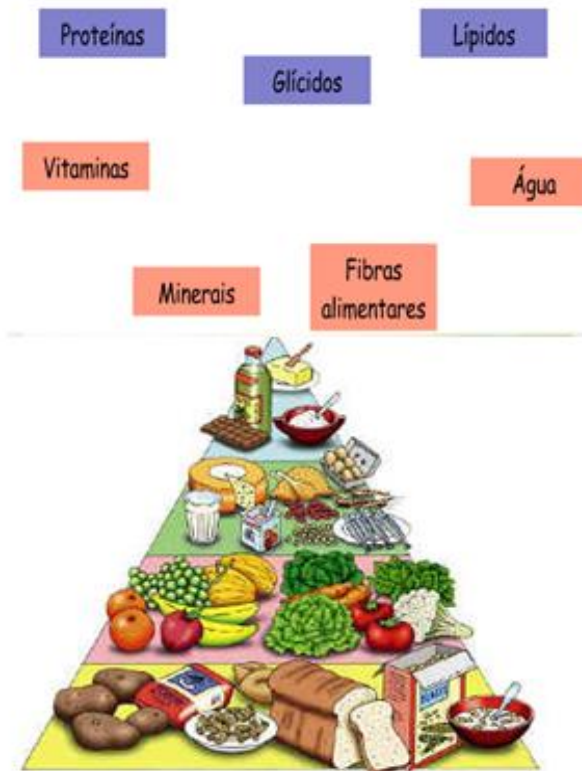 Proteínas
Lípidos
Glícidos
Vitaminas
Água
Minerais
Fibras
alimentares